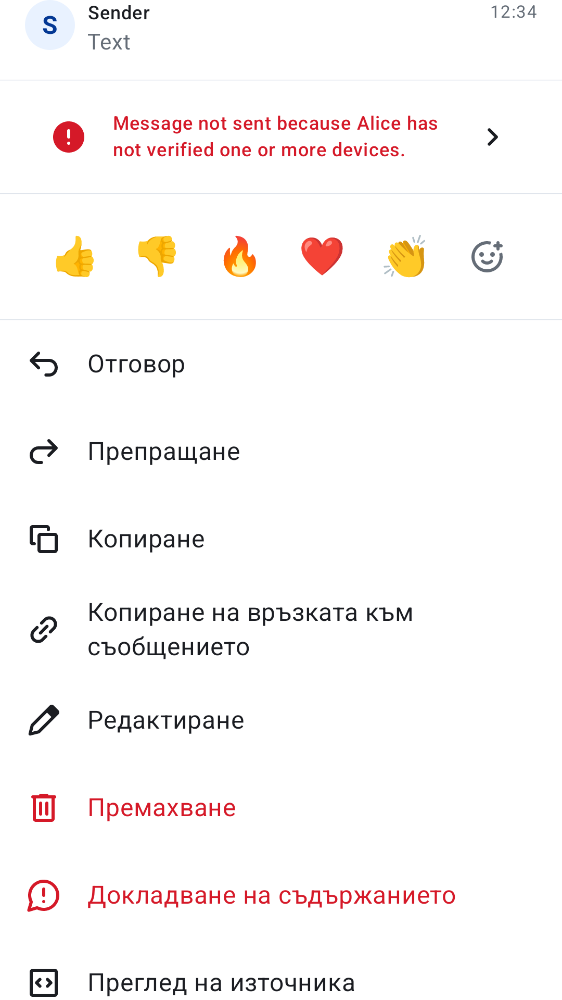 S
Sender
12:34
Text
Message not sent because Alice has
not verified one or more devices.
Отговор
Препращане
Копиране
Копиране на връзката към
съобщението
Редактиране
Премахване
Докладване на съдържанието
Преглед на източника